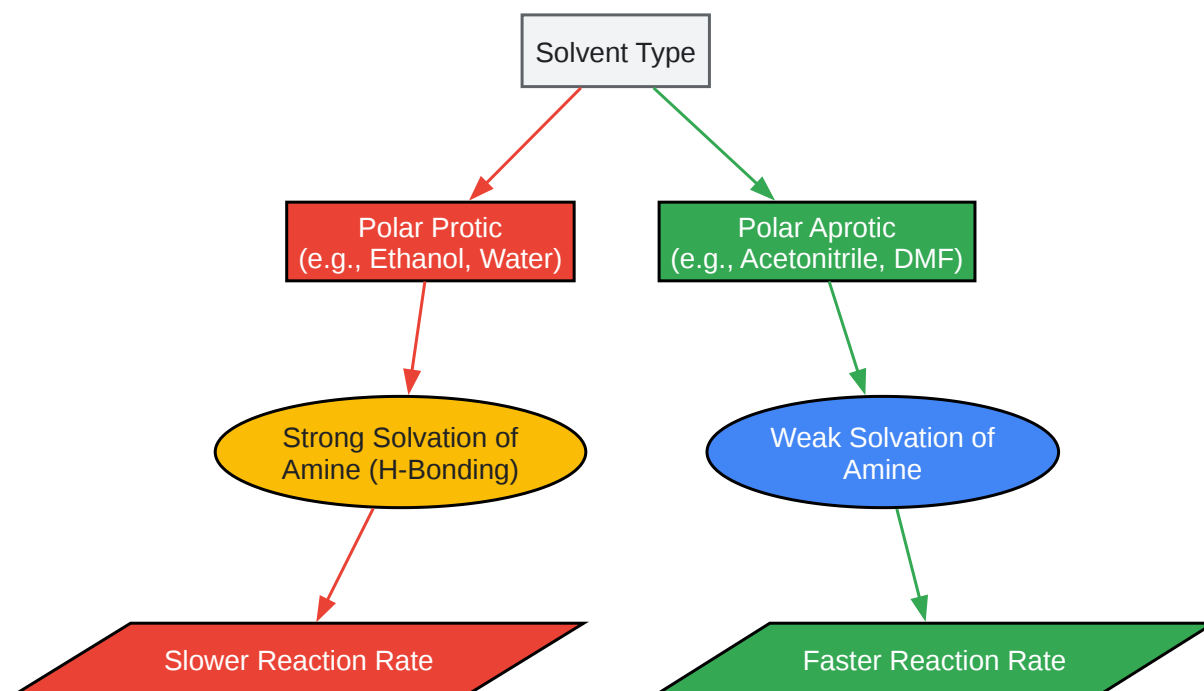 Solvent Type
Polar Protic
(e.g., Ethanol, Water)
Polar Aprotic
(e.g., Acetonitrile, DMF)
Strong Solvation of
Amine (H-Bonding)
Weak Solvation of
Amine
Slower Reaction Rate
Faster Reaction Rate